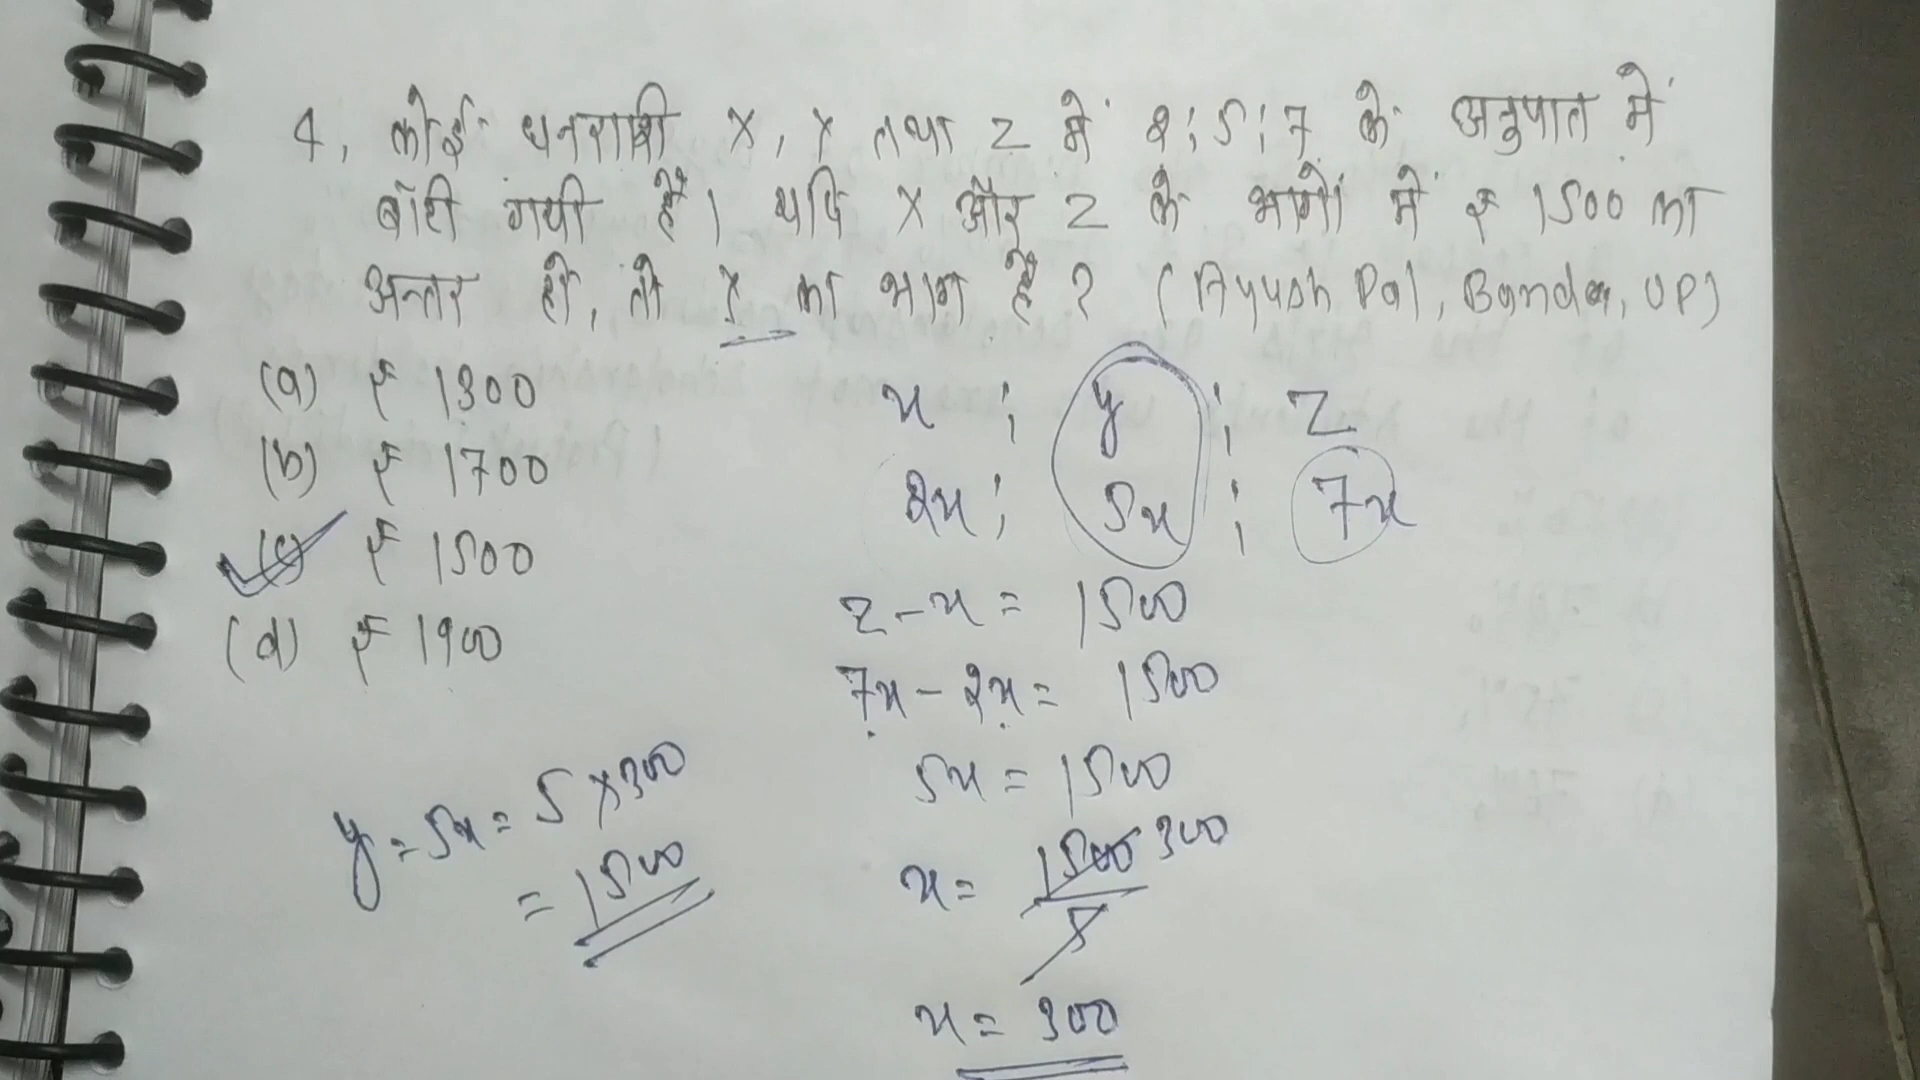 4, कोई धनराशी X, Y तथा Z में 2:5:7 के अनुपात में
बाँटी गयी हैं। यदि X और Z के भागों में ₹ 1500 का
अन्तर हो, तो Y का भाग है? (Ayush Pal, Banda, UP)
(a) ₹ 1300
(b) ₹ 1700
(c) ₹ 1500
(d) ₹ 1900
x : y : Z
2x : 5x : 7x
z - x = 1500
7x - 2x = 1500
5x = 1500
x = 1500 300
5
x = 300
y = 5x = 5 x 300
= 1500